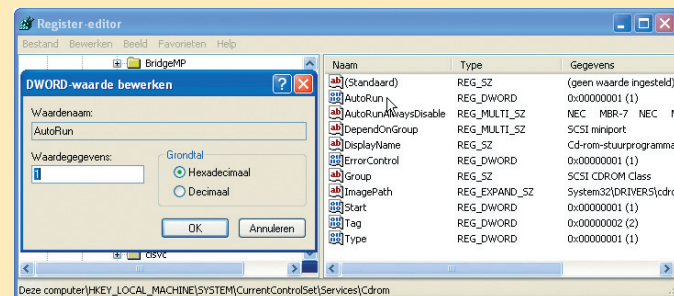 Register-editor
Bestand Bewerken Beeld Favorieten Help
BridgeMP
DWORD-waarde bewerken
Waardenaam:
AutoRun
Waardegegevens:
1
Grondtal
Hexadecimaal
Decimaal
OK Annuleren
cisvc
Naam Type Gegevens
(Standaard) REG_SZ (geen waarde ingesteld)
AutoRun REG_DWORD 0x00000001 (1)
AutoRunAlwaysDisable REG_MULTI_SZ NEC MBR-7 NEC
DependOnGroup REG_MULTI_SZ SCSI miniport
DisplayName REG_SZ Cd-rom-stuurprogramma
ErrorControl REG_DWORD 0x00000001 (1)
Group REG_SZ SCSI CDROM Class
ImagePath REG_EXPAND_SZ System32\DRIVERS\cdro
Start REG_DWORD 0x00000001 (1)
Tag REG_DWORD 0x00000002 (2)
Type REG_DWORD 0x00000001 (1)
Deze computer\HKEY_LOCAL_MACHINE\SYSTEM\CurrentControlSet\Services\Cdrom